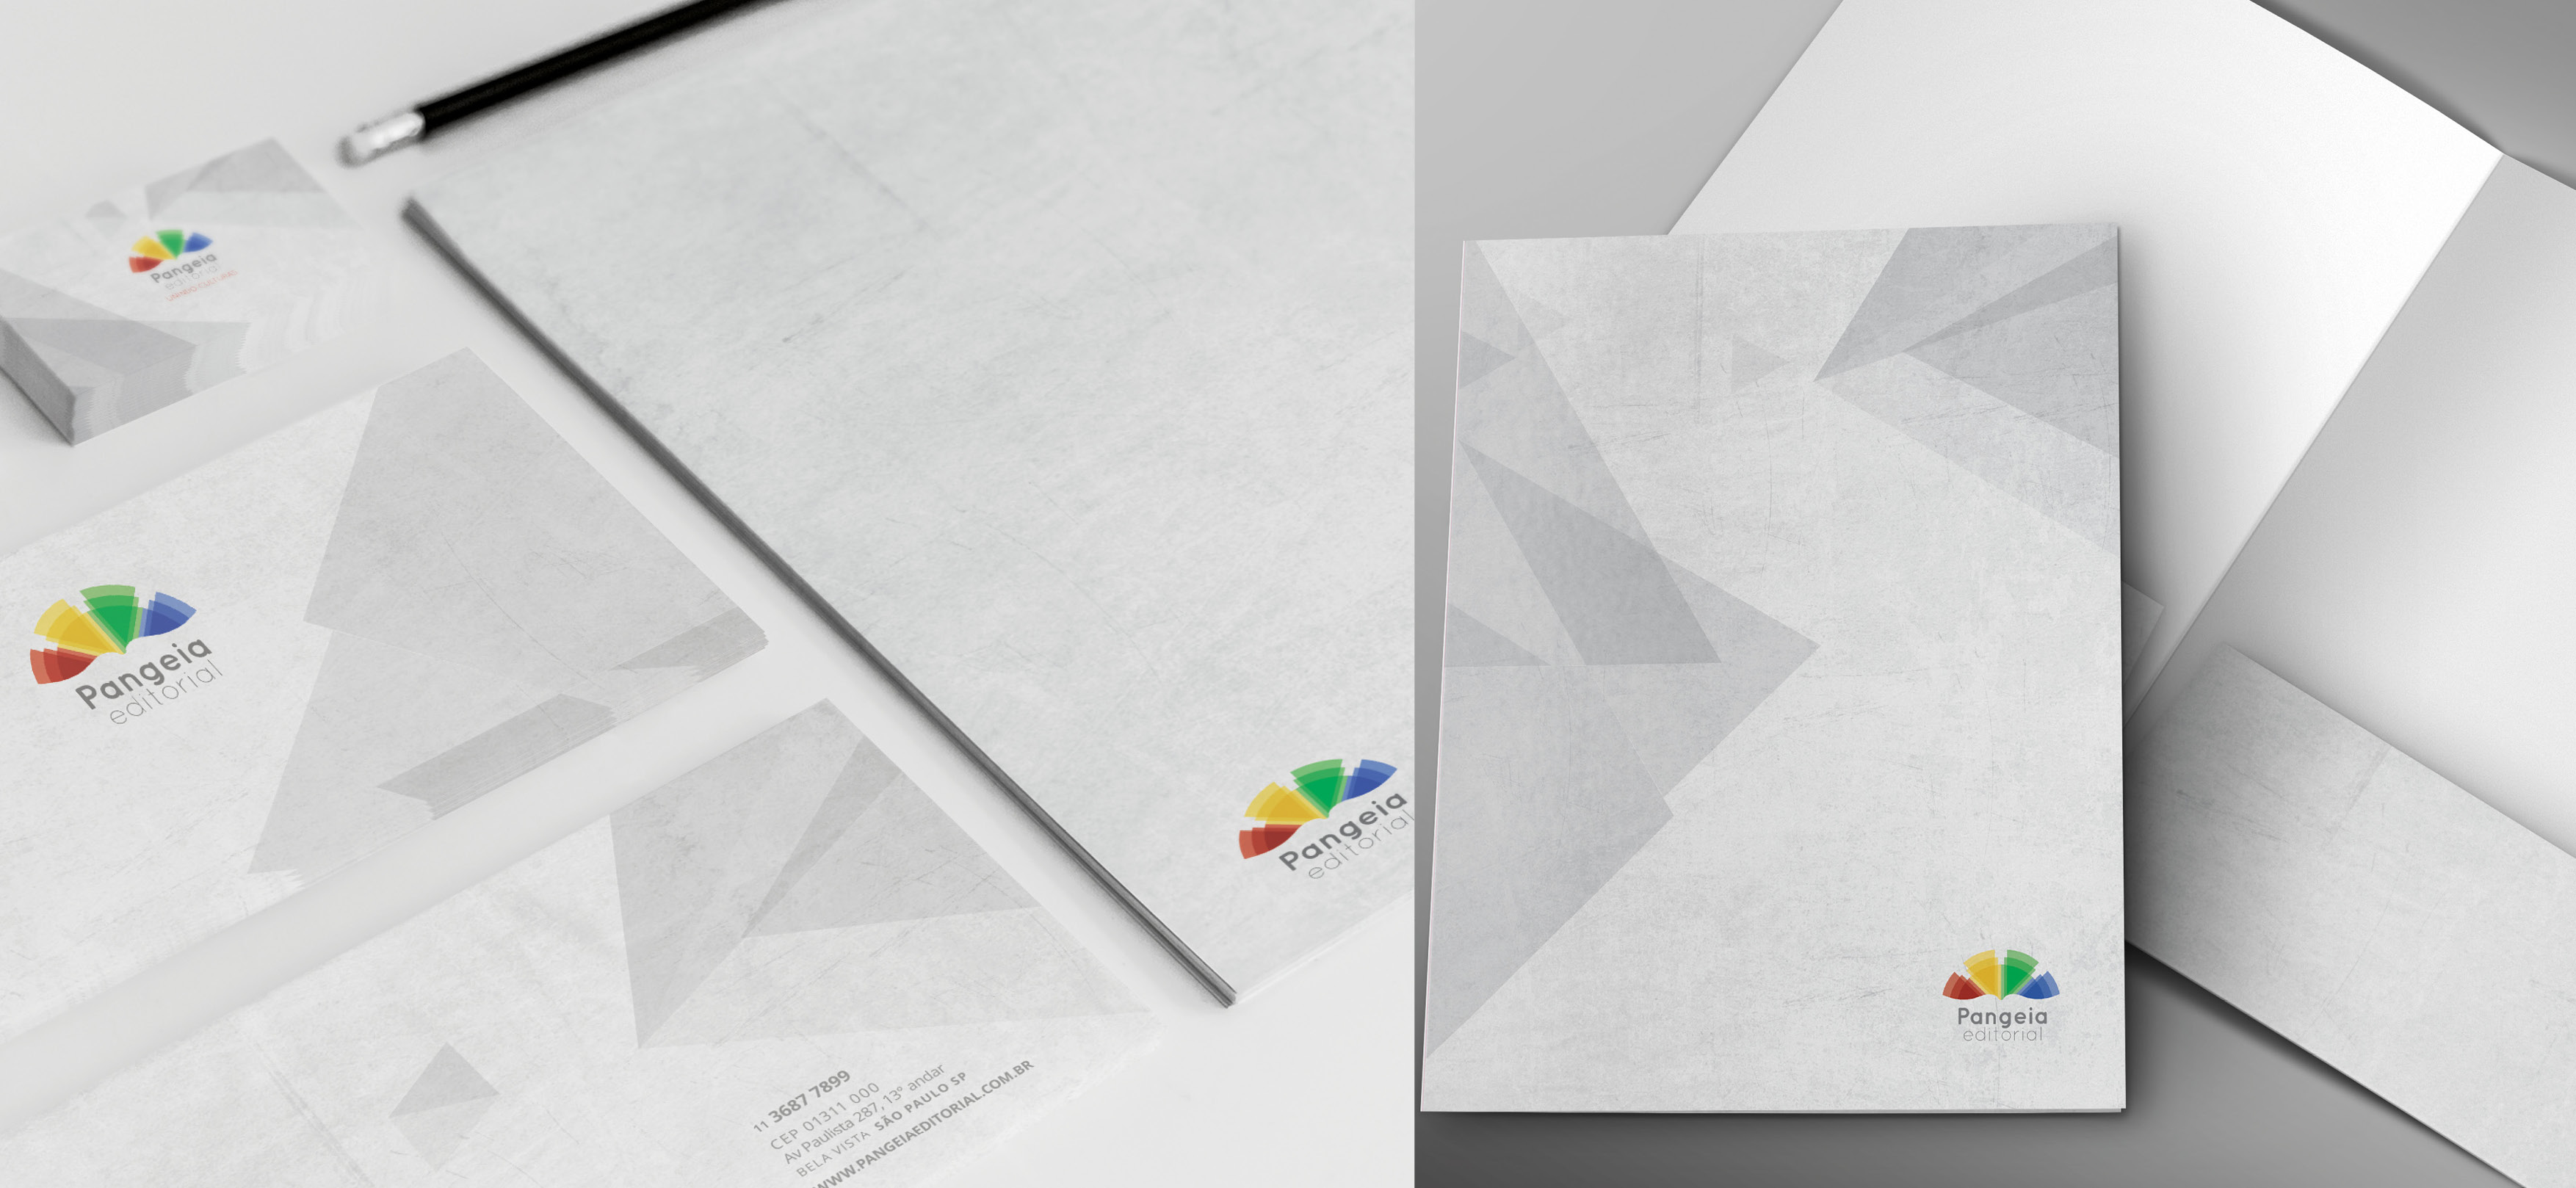 Pangeia
editorial
Pangeia
editorial
11 3687 7899
CEP 01311 000
Av Paulista 287, 13º andar
BELA VISTA SÃO PAULO SP
WWW.PANGEIAEDITORIAL.COM.BR
Pangeia
editorial
Pangeia
editorial